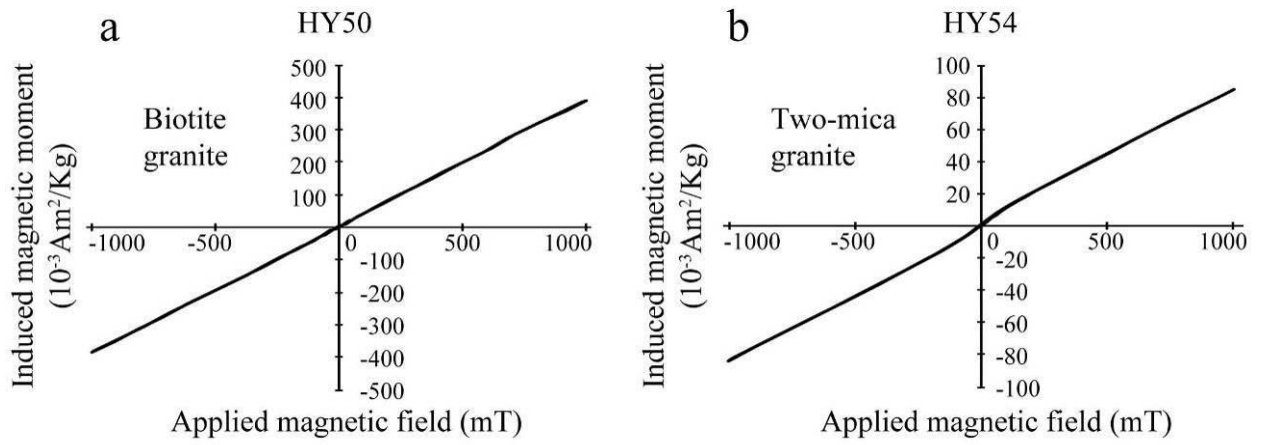 a
HY50
Biotite
granite
500
400
300
200
100
-1000
-500
0
500
1000
-100
-200
-300
-400
-500
Induced magnetic moment
(10⁻³Am²/Kg)
Applied magnetic field (mT)
b
HY54
Two-mica
granite
100
80
60
40
20
-1000
-500
0
500
1000
-20
-40
-60
-80
-100
Induced magnetic moment
(10⁻³Am²/Kg)
Applied magnetic field (mT)